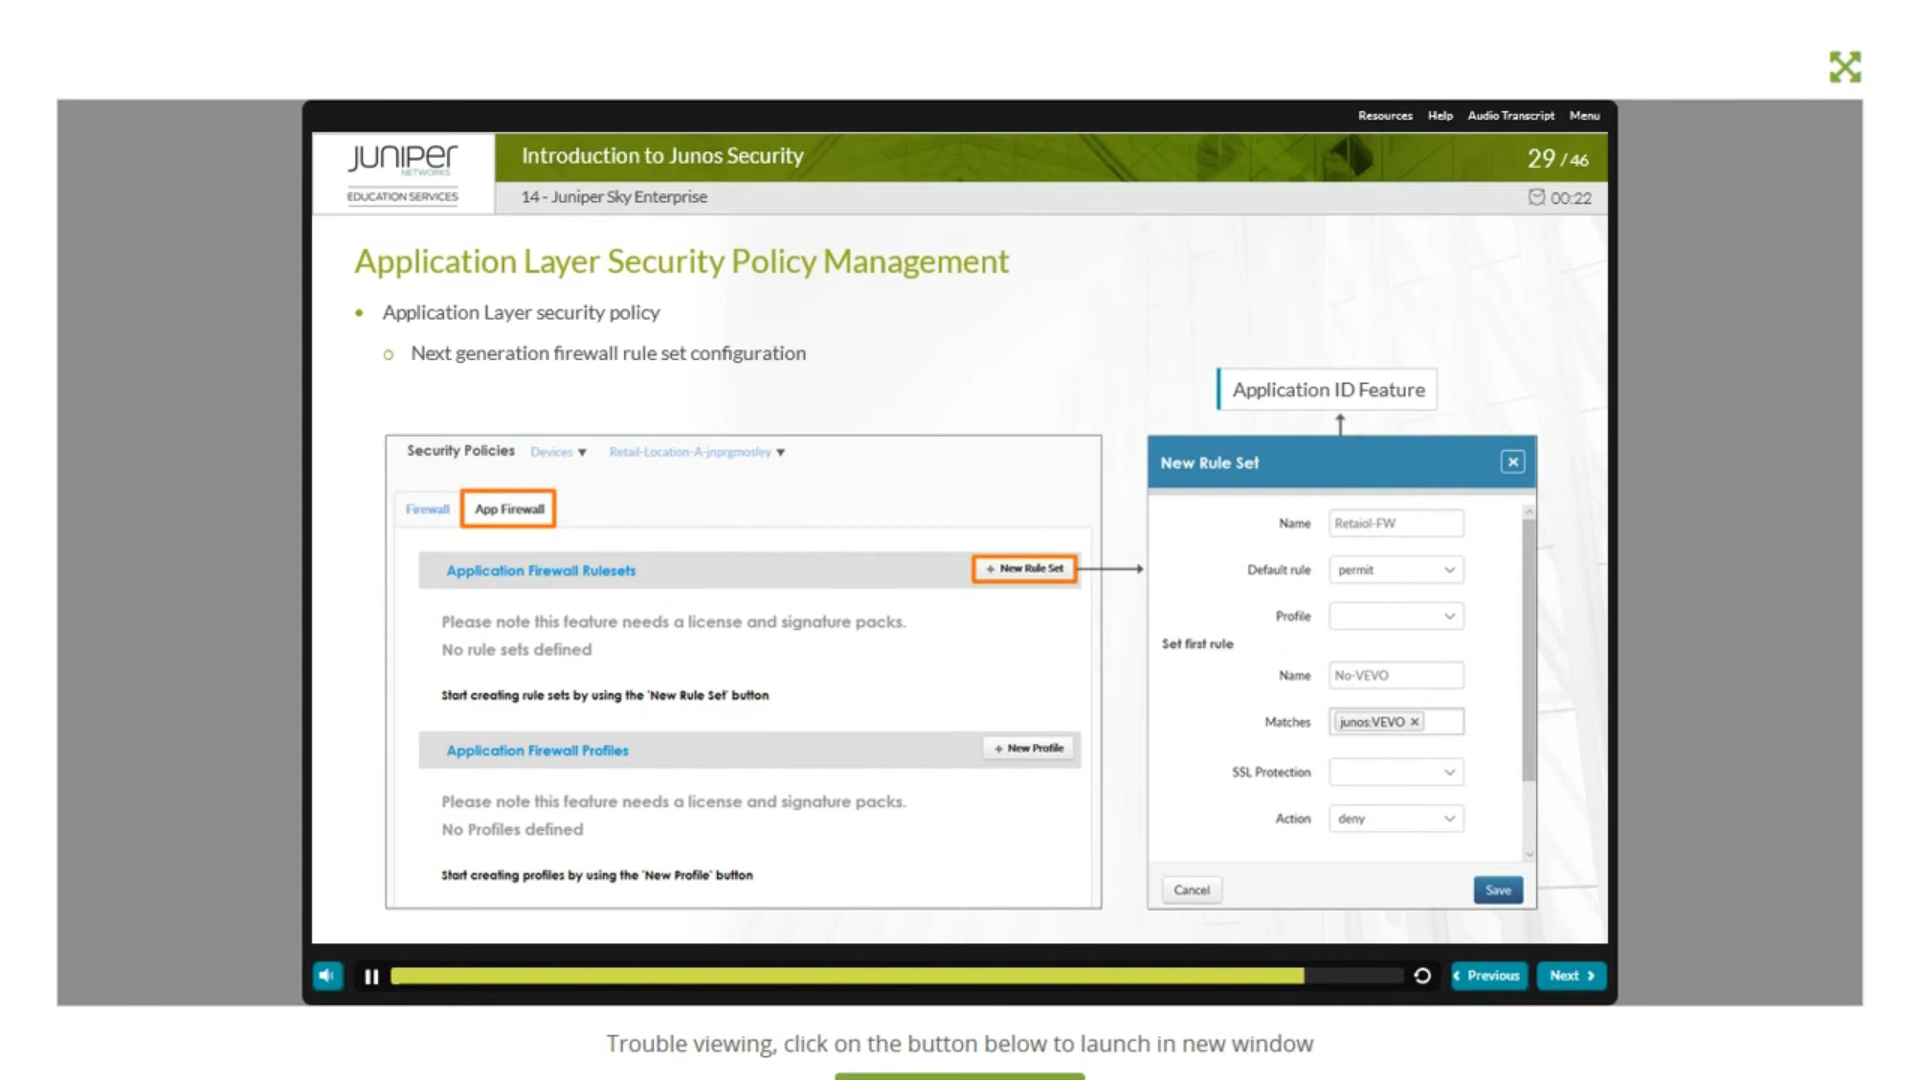 Resources Help Audio Transcript Menu
JUNIPER
NETWORKS
EDUCATION SERVICES
Introduction to Junos Security
29 / 46
14 - Juniper Sky Enterprise
00:22
Application Layer Security Policy Management
• Application Layer security policy
o Next generation firewall rule set configuration
Application ID Feature
Security Policies Devices ▼ Retail-Location-A-jnprgmosley ▼
Firewall App Firewall
Application Firewall Rulesets
+ New Rule Set
Please note this feature needs a license and signature packs.
No rule sets defined
Start creating rule sets by using the 'New Rule Set' button
Application Firewall Profiles
+ New Profile
Please note this feature needs a license and signature packs.
No Profiles defined
Start creating profiles by using the 'New Profile' button
New Rule Set
Name Retaiol-FW
Default rule permit
Profile
Set first rule
Name No-VEVO
Matches junos:VEVO ×
SSL Protection
Action deny
Cancel Save
Previous Next
Trouble viewing, click on the button below to launch in new window